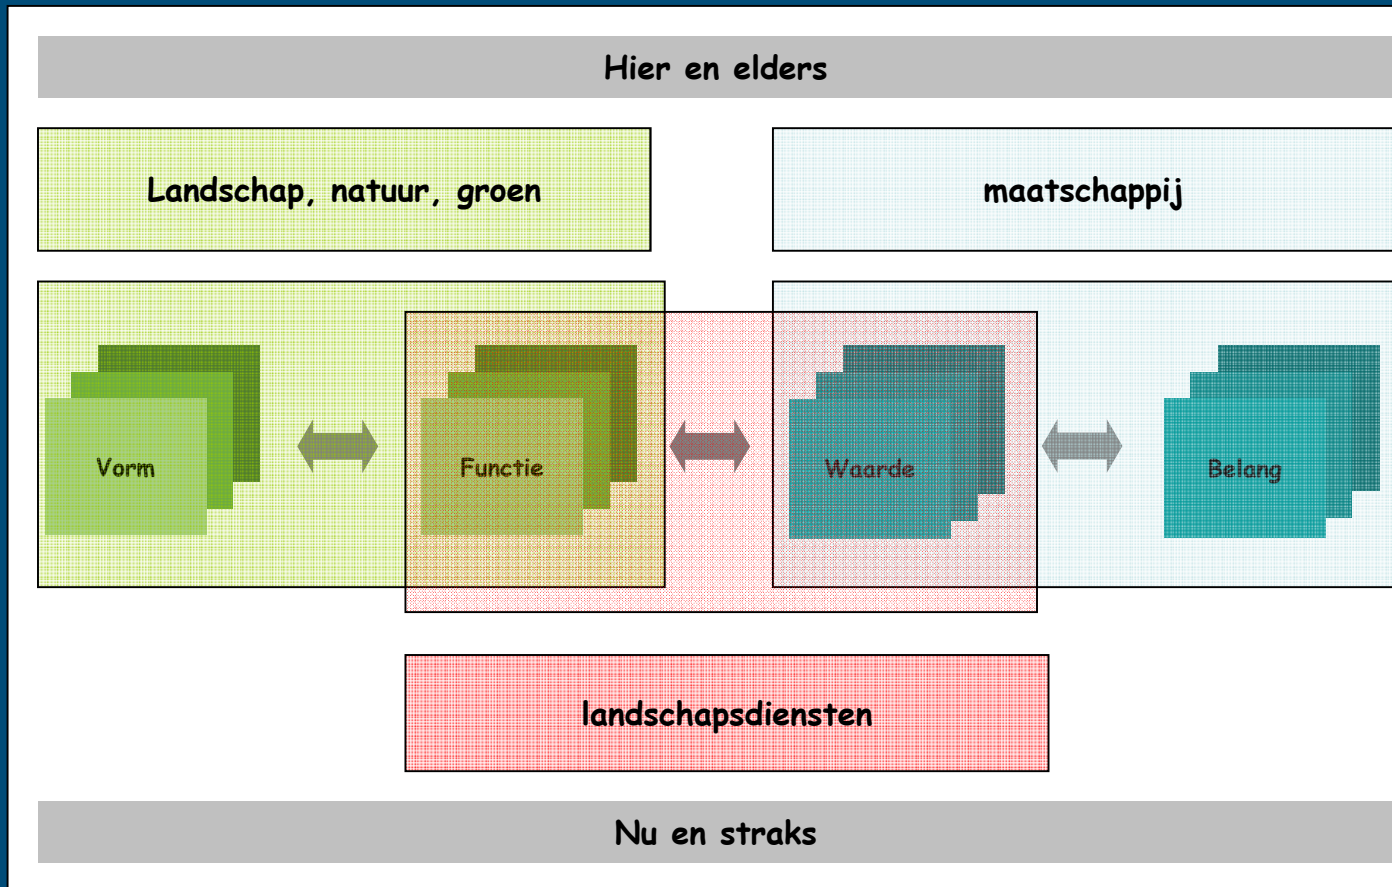 Hier en elders
Landschap, natuur, groen
maatschappij
Vorm
Functie
Waarde
Belang
landschapsdiensten
Nu en straks